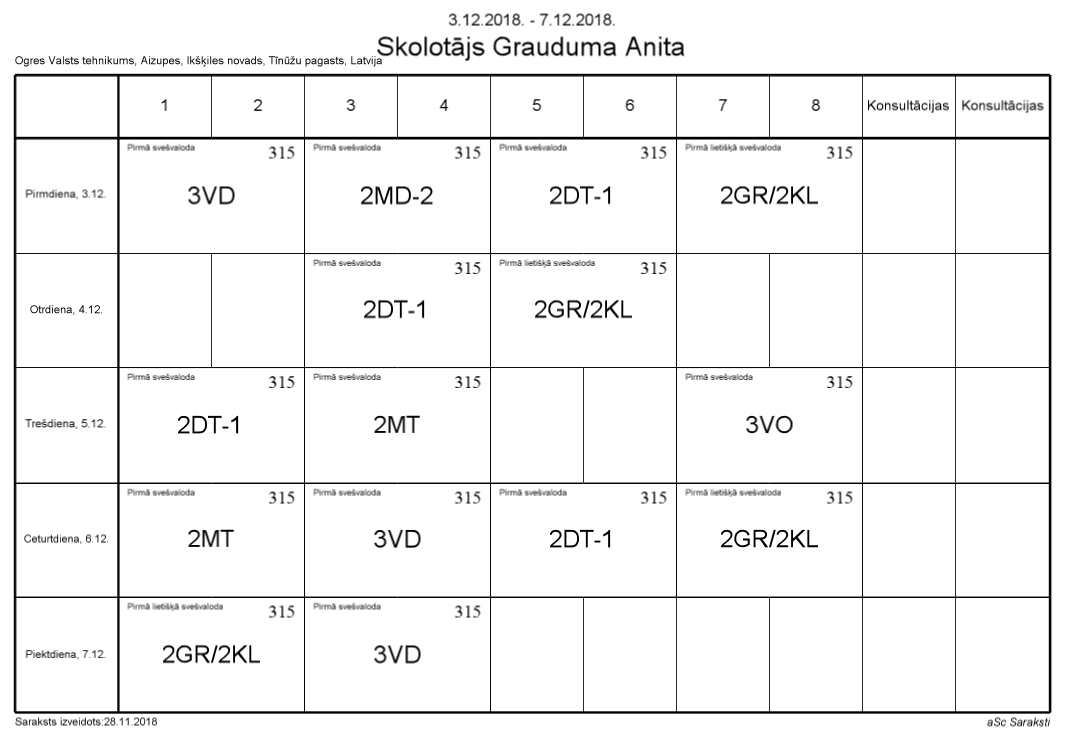 3.12.2018. - 7.12.2018.
Skolotājs Grauduma Anita
Ogres Valsts tehnikums, Aizupes, Ikšķiles novads, Tīnūžu pagasts, Latvija
1 2 3 4 5 6 7 8 Konsultācijas Konsultācijas
Pirmā svešvaloda 315 Pirmā svešvaloda 315 Pirmā svešvaloda 315 Pirmā lietišķā svešvaloda 315
Pirmdiena, 3.12. 3VD 2MD-2 2DT-1 2GR/2KL
Pirmā svešvaloda 315 Pirmā lietišķā svešvaloda 315
Otrdiena, 4.12. 2DT-1 2GR/2KL
Pirmā svešvaloda 315 Pirmā svešvaloda 315 Pirmā svešvaloda 315
Trešdiena, 5.12. 2DT-1 2MT 3VO
Pirmā svešvaloda 315 Pirmā svešvaloda 315 Pirmā svešvaloda 315 Pirmā lietišķā svešvaloda 315
Ceturtdiena, 6.12. 2MT 3VD 2DT-1 2GR/2KL
Pirmā lietišķā svešvaloda 315 Pirmā svešvaloda 315
Piektdiena, 7.12. 2GR/2KL 3VD
Saraksts izveidots:28.11.2018 aSc Saraksti